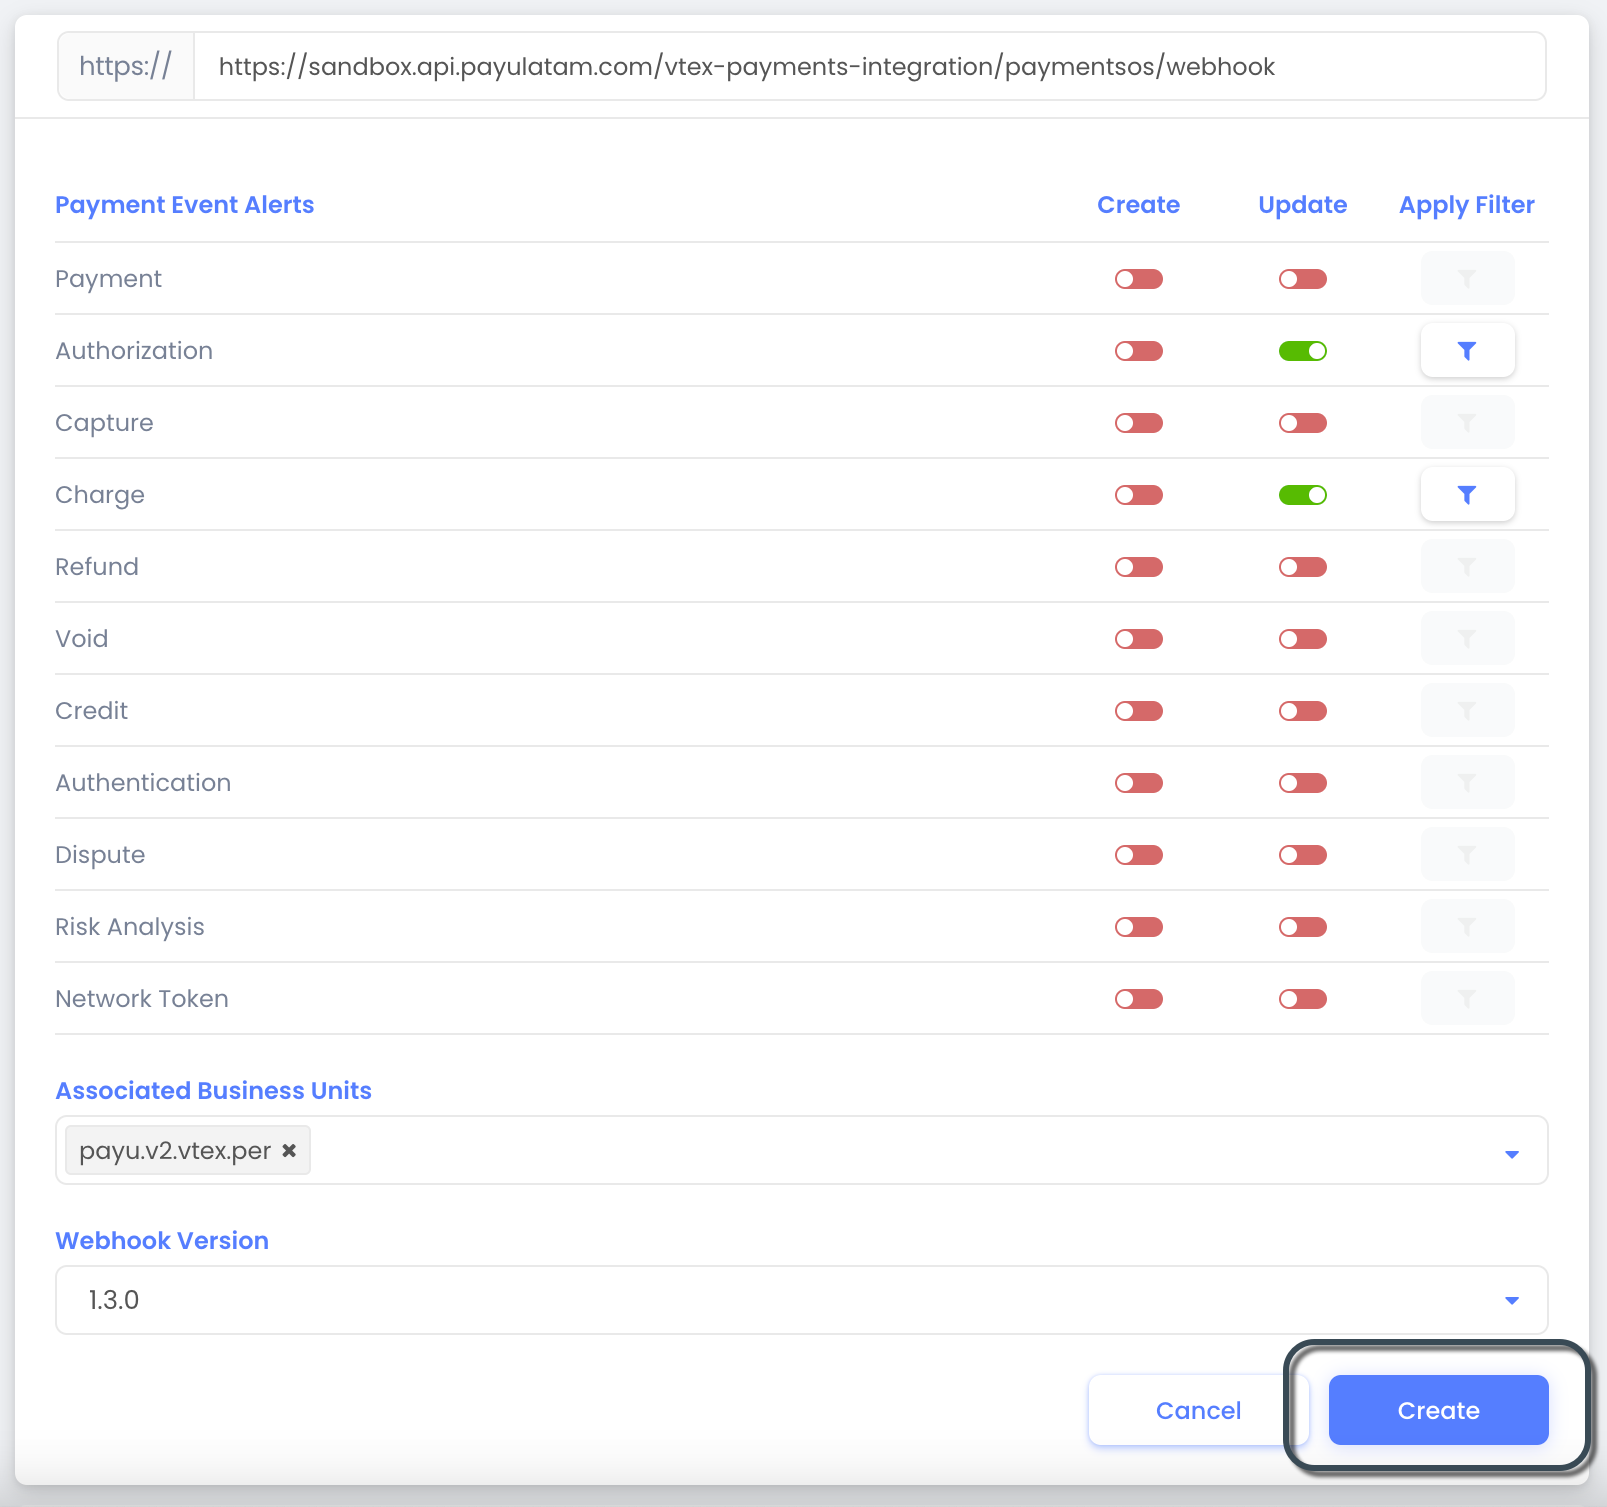 https:// https://sandbox.api.payulatam.com/vtex-payments-integration/paymentsos/webhook
Payment Event Alerts Create Update Apply Filter
Payment
Authorization
Capture
Charge
Refund
Void
Credit
Authentication
Dispute
Risk Analysis
Network Token
Associated Business Units
payu.v2.vtex.per ✖
Webhook Version
1.3.0
Cancel Create